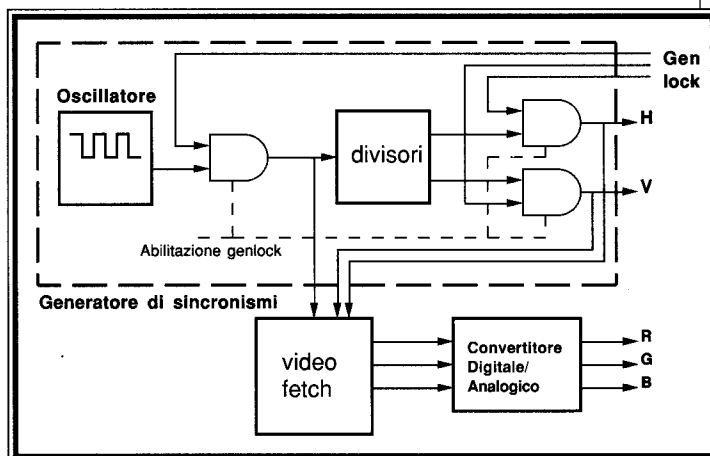 Gen
lock
Oscillatore
H
divisori
V
Abilitazione genlock
Generatore di sincronismi
video
fetch
Convertitore
Digitale/
Analogico
R
G
B